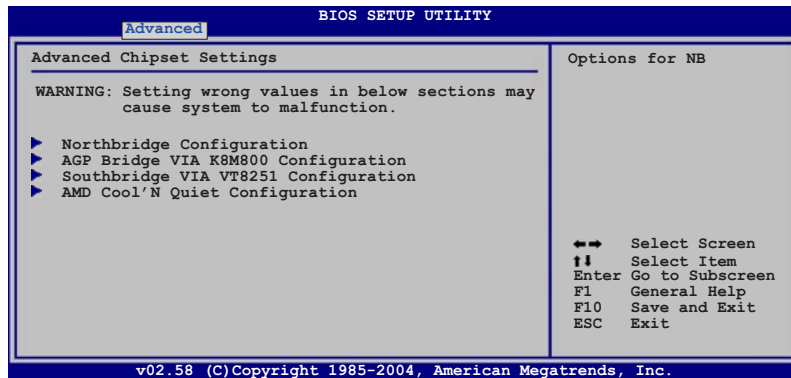 BIOS SETUP UTILITY
Advanced
Advanced Chipset Settings
WARNING: Setting wrong values in below sections may
cause system to malfunction.
Northbridge Configuration
AGP Bridge VIA K8M800 Configuration
Southbridge VIA VT8251 Configuration
AMD Cool'N Quiet Configuration
Options for NB
Select Screen
Select Item
Enter Go to Subscreen
F1 General Help
F10 Save and Exit
ESC Exit
v02.58 (C)Copyright 1985-2004, American Megatrends, Inc.